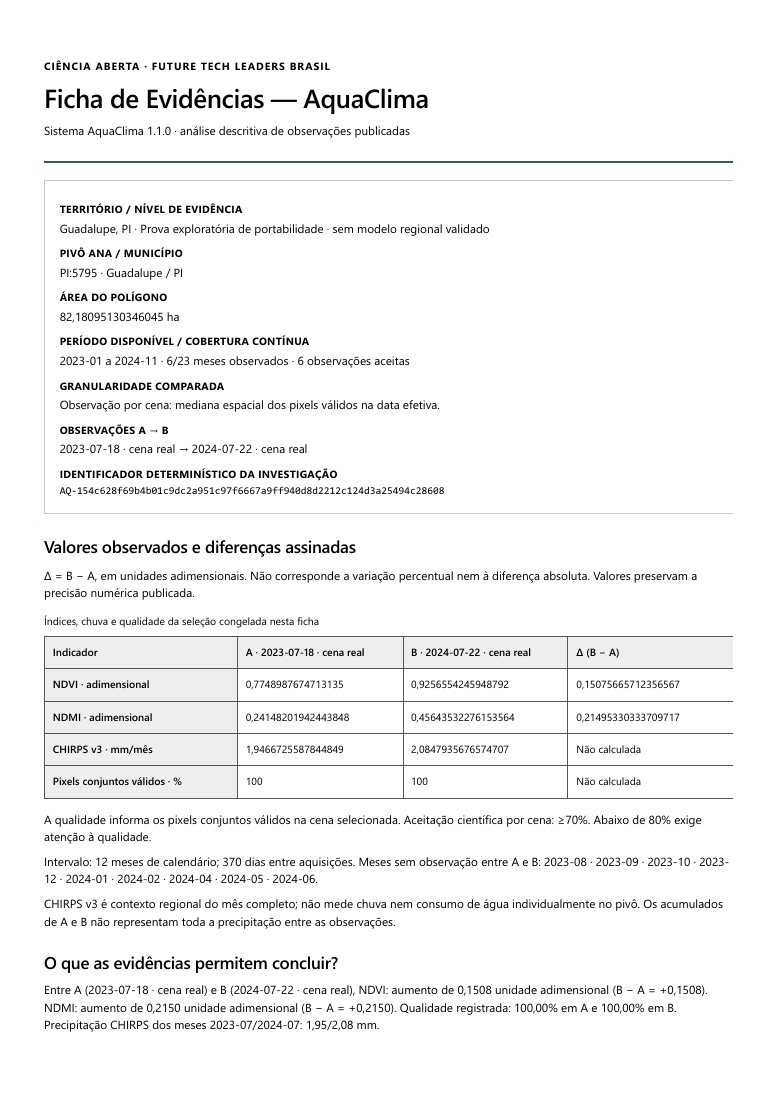 CIÊNCIA ABERTA · FUTURE TECH LEADERS BRASIL
Ficha de Evidências — AquaClima
Sistema AquaClima 1.1.0 · análise descritiva de observações publicadas
TERRITÓRIO / NÍVEL DE EVIDÊNCIA
Guadalupe, PI · Prova exploratória de portabilidade · sem modelo regional validado
PIVÔ ANA / MUNICÍPIO
PI:5795 · Guadalupe / PI
ÁREA DO POLÍGONO
82,18095130346045 ha
PERÍODO DISPONÍVEL / COBERTURA CONTÍNUA
2023-01 a 2024-11 · 6/23 meses observados · 6 observações aceitas
GRANULARIDADE COMPARADA
Observação por cena: mediana espacial dos pixels válidos na data efetiva.
OBSERVAÇÕES A → B
2023-07-18 · cena real → 2024-07-22 · cena real
IDENTIFICADOR DETERMINÍSTICO DA INVESTIGAÇÃO
AQ-154c628f69b4b01c9dc2a951c97f6667a9ff940d8d2212c124d3a25494c28608
Valores observados e diferenças assinadas
Δ = B − A, em unidades adimensionais. Não corresponde a variação percentual nem à diferença absoluta. Valores preservam a
precisão numérica publicada.
Índices, chuva e qualidade da seleção congelada nesta ficha
Indicador A · 2023-07-18 · cena real B · 2024-07-22 · cena real Δ (B − A)
NDVI · adimensional 0,7748987674713135 0,9256554245948792 0,15075665712356567
NDMI · adimensional 0,24148201942443848 0,45643532276153564 0,21495330333709717
CHIRPS v3 · mm/mês 1,9466725587844849 2,0847935676574707 Não calculada
Pixels conjuntos válidos · % 100 100 Não calculada
A qualidade informa os pixels conjuntos válidos na cena selecionada. Aceitação científica por cena: ≥70%. Abaixo de 80% exige
atenção à qualidade.
Intervalo: 12 meses de calendário; 370 dias entre aquisições. Meses sem observação entre A e B: 2023-08 · 2023-09 · 2023-10 · 2023-
12 · 2024-01 · 2024-02 · 2024-04 · 2024-05 · 2024-06.
CHIRPS v3 é contexto regional do mês completo; não mede chuva nem consumo de água individualmente no pivô. Os acumulados
de A e B não representam toda a precipitação entre as observações.
O que as evidências permitem concluir?
Entre A (2023-07-18 · cena real) e B (2024-07-22 · cena real), NDVI: aumento de 0,1508 unidade adimensional (B − A = +0,1508).
NDMI: aumento de 0,2150 unidade adimensional (B − A = +0,2150). Qualidade registrada: 100,00% em A e 100,00% em B.
Precipitação CHIRPS dos meses 2023-07/2024-07: 1,95/2,08 mm.